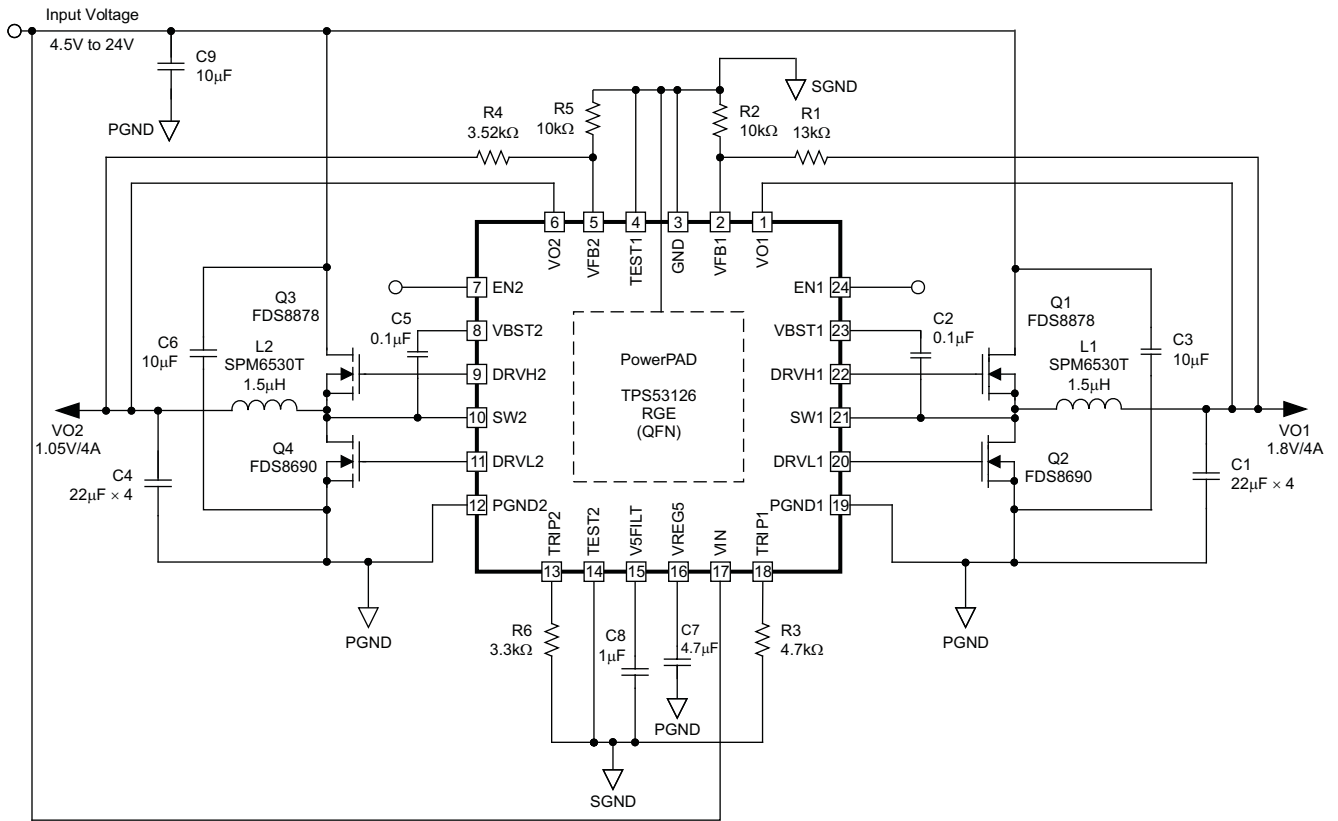 Input Voltage
4.5V to 24V
C9
10μF
PGND
SGND
R4
3.52kΩ
R5
10kΩ
R2
10kΩ
R1
13kΩ
6
5
4
3
2
1
VO2
VFB2
TEST1
GND
VFB1
VO1
7
EN2
EN1
24
8
VBST2
VBST1
23
9
DRVH2
DRVH1
22
10
SW2
SW1
21
11
DRVL2
DRVL1
20
12
PGND2
PGND1
19
PowerPAD
TPS53126
RGE
(QFN)
Q3
FDS8878
C5
0.1μF
C6
10μF
L2
SPM6530T
1.5μH
VO2
1.05V/4A
Q4
FDS8690
C4
22μF × 4
PGND
C2
0.1μF
Q1
FDS8878
L1
SPM6530T
1.5μH
C3
10μF
VO1
1.8V/4A
Q2
FDS8690
C1
22μF × 4
PGND
TRIP2
TEST2
V5FILT
VREG5
VIN
TRIP1
13
14
15
16
17
18
R6
3.3kΩ
C8
1μF
C7
4.7μF
R3
4.7kΩ
PGND
SGND